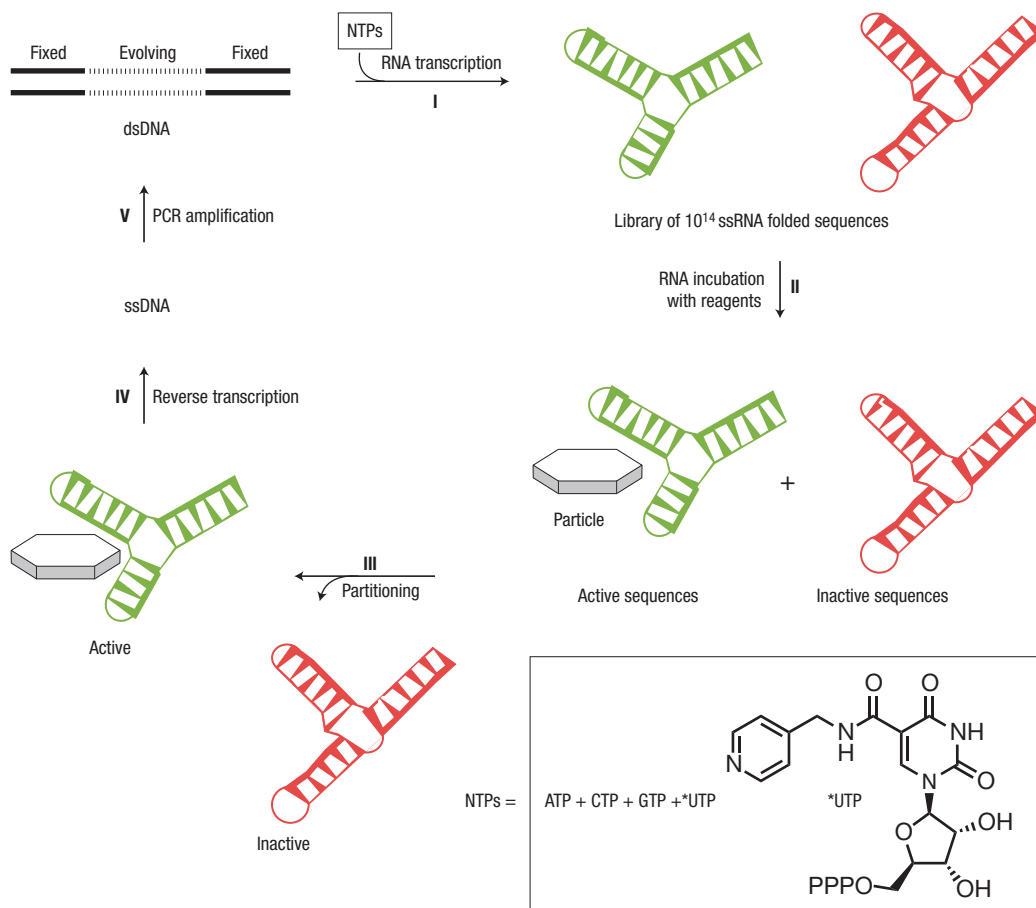 Fixed Evolving Fixed
dsDNA
NTPs
RNA transcription
I
Library of 10¹⁴ ssRNA folded sequences
RNA incubation
with reagents
II
Particle
+
Active sequences
Inactive sequences
III
Partitioning
Inactive
Active
IV Reverse transcription
ssDNA
V PCR amplification
NTPs = ATP + CTP + GTP +*UTP
*UTP
O
O
N
H
NH
N
N
O
O
OH
OH
PPPO